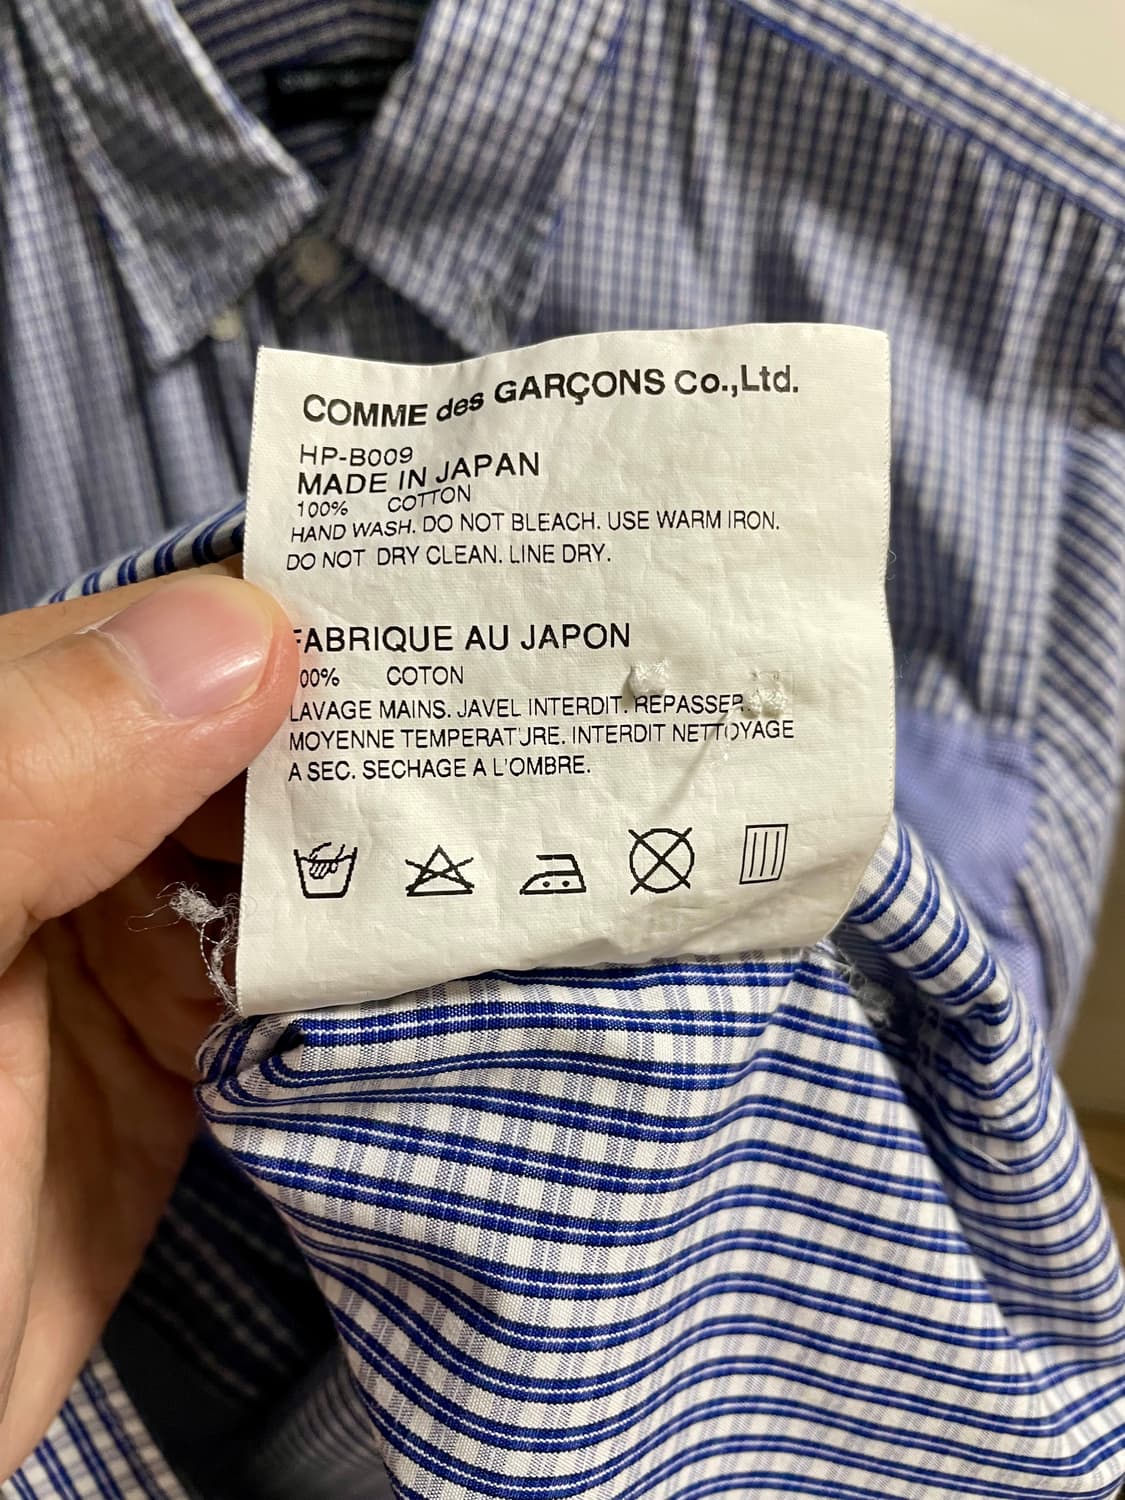 COMME des GARÇONS Co.,Ltd.
HP-B009
MADE IN JAPAN
100% COTTON
HAND WASH. DO NOT BLEACH. USE WARM IRON.
DO NOT DRY CLEAN. LINE DRY.
FABRIQUE AU JAPON
00% COTON
LAVAGE MAINS. JAVEL INTERDIT. REPASSER
MOYENNE TEMPERATURE. INTERDIT NETTOYAGE
A SEC. SECHAGE A L'OMBRE.